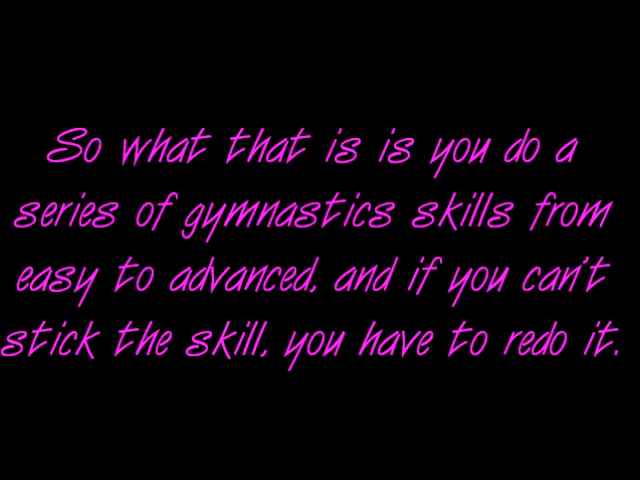 So what that is is you do a
series of gymnastics skills from
easy to advanced, and if you can't
stick the skill, you have to redo it.